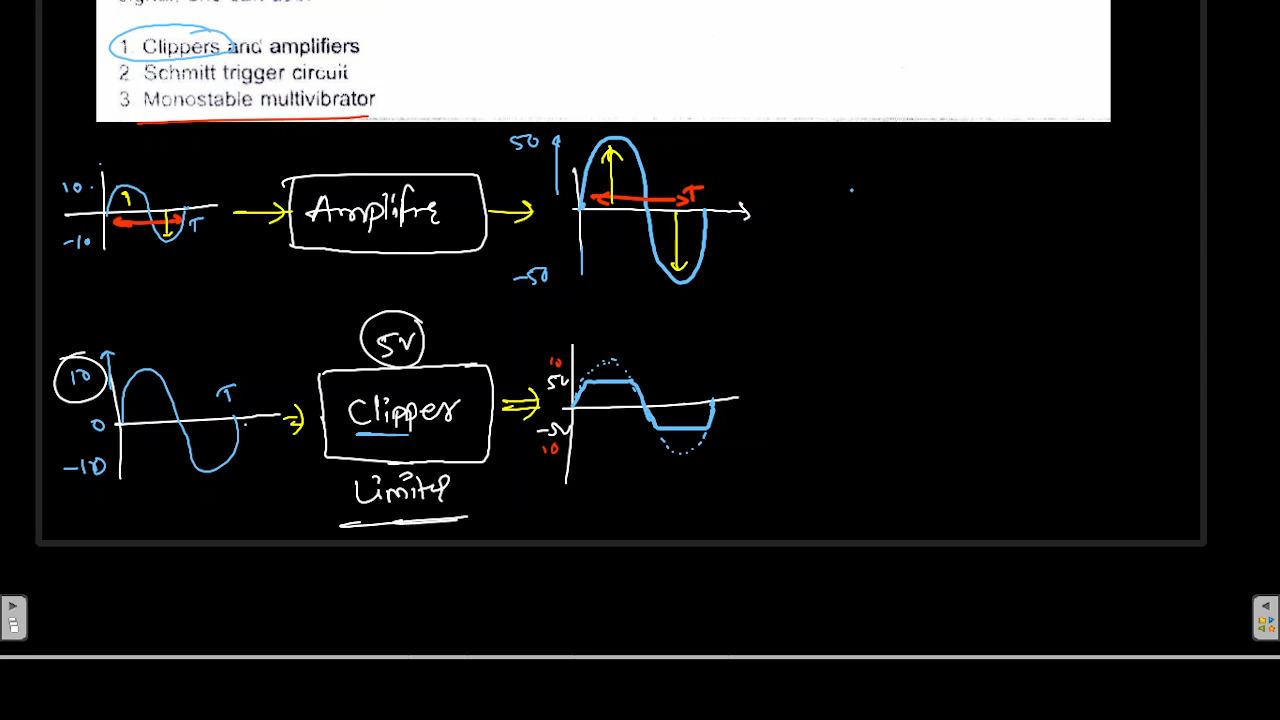 1 Clippers and amplifiers
2 Schmitt trigger circuit
3 Monostable multivibrator
10
-10
T
Amplifre
50
-50
T
10
0
-10
T
5V
Clipper
Limited
10
5V
-5V
10